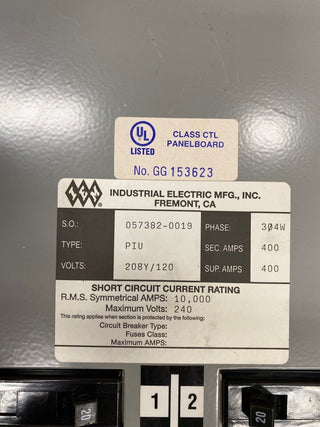 UL
LISTED
CLASS CTL
PANELBOARD
No. GG 153623
INDUSTRIAL ELECTRIC MFG., INC.
FREMONT, CA
S.O.: 057382-0019 PHASE: 3Ø4W
TYPE: PIU SEC. AMPS 400
VOLTS: 208Y/120 SUP. AMPS 400
SHORT CIRCUIT CURRENT RATING
R.M.S. Symmetrical AMPS: 10,000
Maximum Volts: 240
This rating applies when section is protected by the following:
Circuit Breaker Type:
Fuses Class:
Maximum AMPS:
1 2
20 20